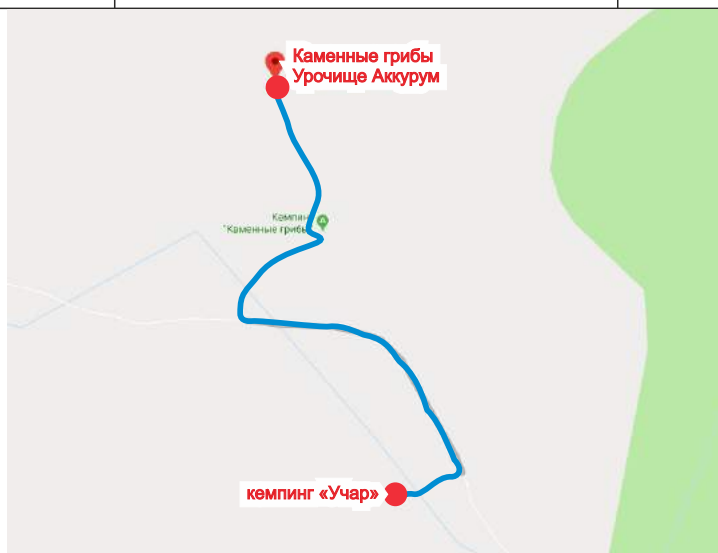 Каменные грибы
Урочище Аккурум
Кемпинг
"Каменные грибы
кемпинг «Учар»